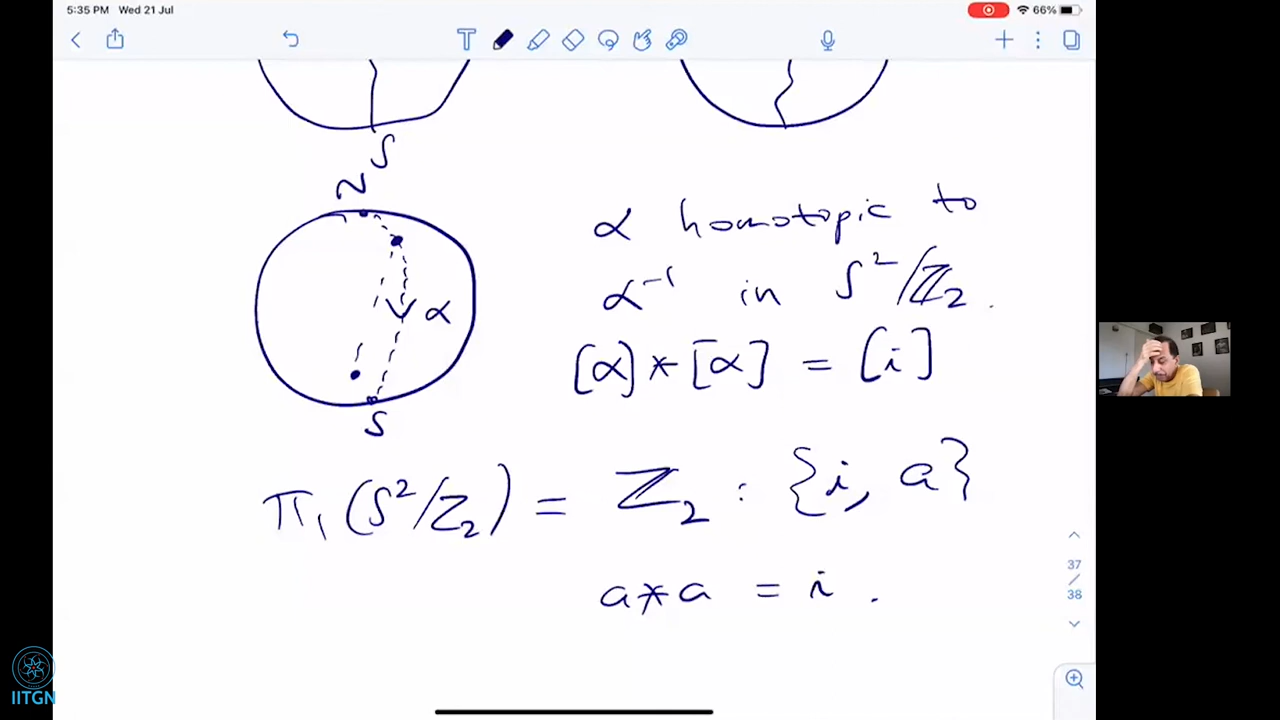 5:35 PM Wed 21 Jul
66%
S
N
α homotopic to
α⁻¹ in S²/ℤ₂.
α
[α]*[α] = [i]
S
π₁(S²/ℤ₂) = ℤ₂ : {i, a}
a*a = i.
37
/
38
IITGN